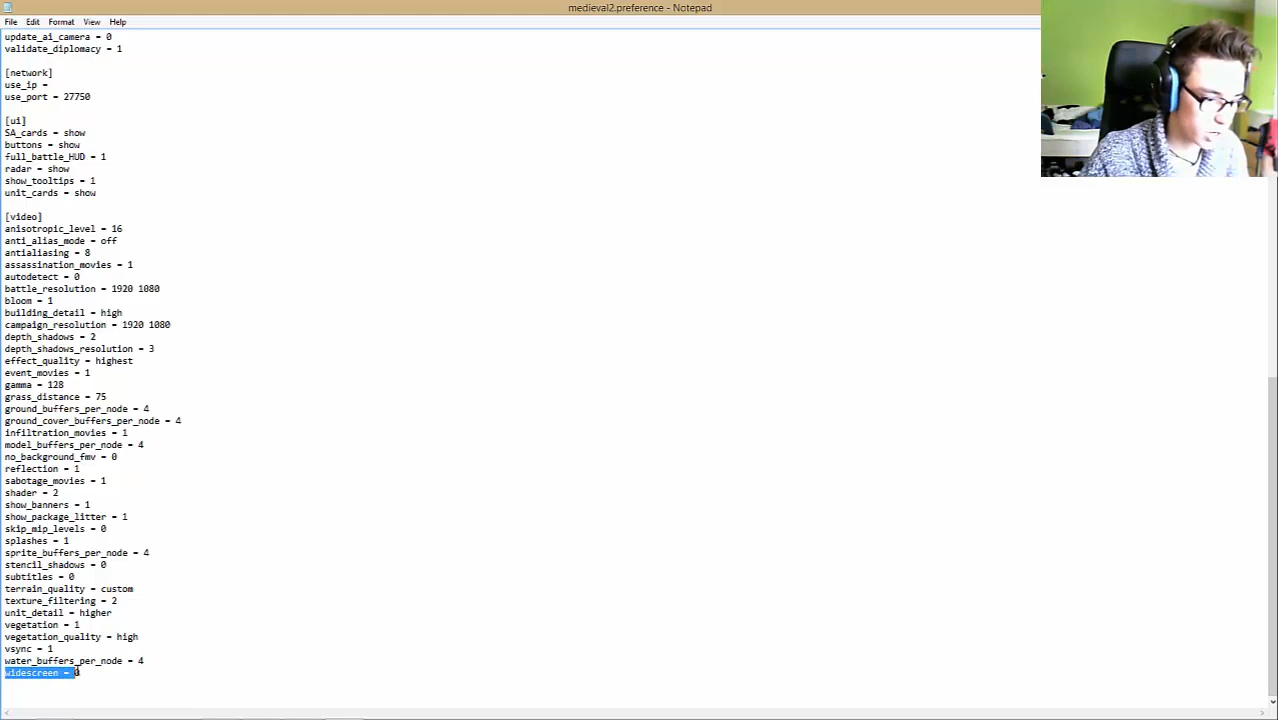 medieval2.preference - Notepad
File Edit Format View Help
update_ai_camera = 0
validate_diplomacy = 1
[network]
use_ip =
use_port = 27750
[ui]
SA_cards = show
buttons = show
full_battle_HUD = 1
radar = show
show_tooltips = 1
unit_cards = show
[video]
anisotropic_level = 16
anti_alias_mode = off
antialiasing = 8
assassination_movies = 1
autodetect = 0
battle_resolution = 1920 1080
bloom = 1
building_detail = high
campaign_resolution = 1920 1080
depth_shadows = 2
depth_shadows_resolution = 3
effect_quality = highest
event_movies = 1
gamma = 128
grass_distance = 75
ground_buffers_per_node = 4
ground_cover_buffers_per_node = 4
infiltration_movies = 1
model_buffers_per_node = 4
no_background_fmv = 0
reflection = 1
sabotage_movies = 1
shader = 2
show_banners = 1
show_package_litter = 1
skip_mip_levels = 0
splashes = 1
sprite_buffers_per_node = 4
stencil_shadows = 0
subtitles = 0
terrain_quality = custom
texture_filtering = 2
unit_detail = higher
vegetation = 1
vegetation_quality = high
vsync = 1
water_buffers_per_node = 4
widescreen = 0